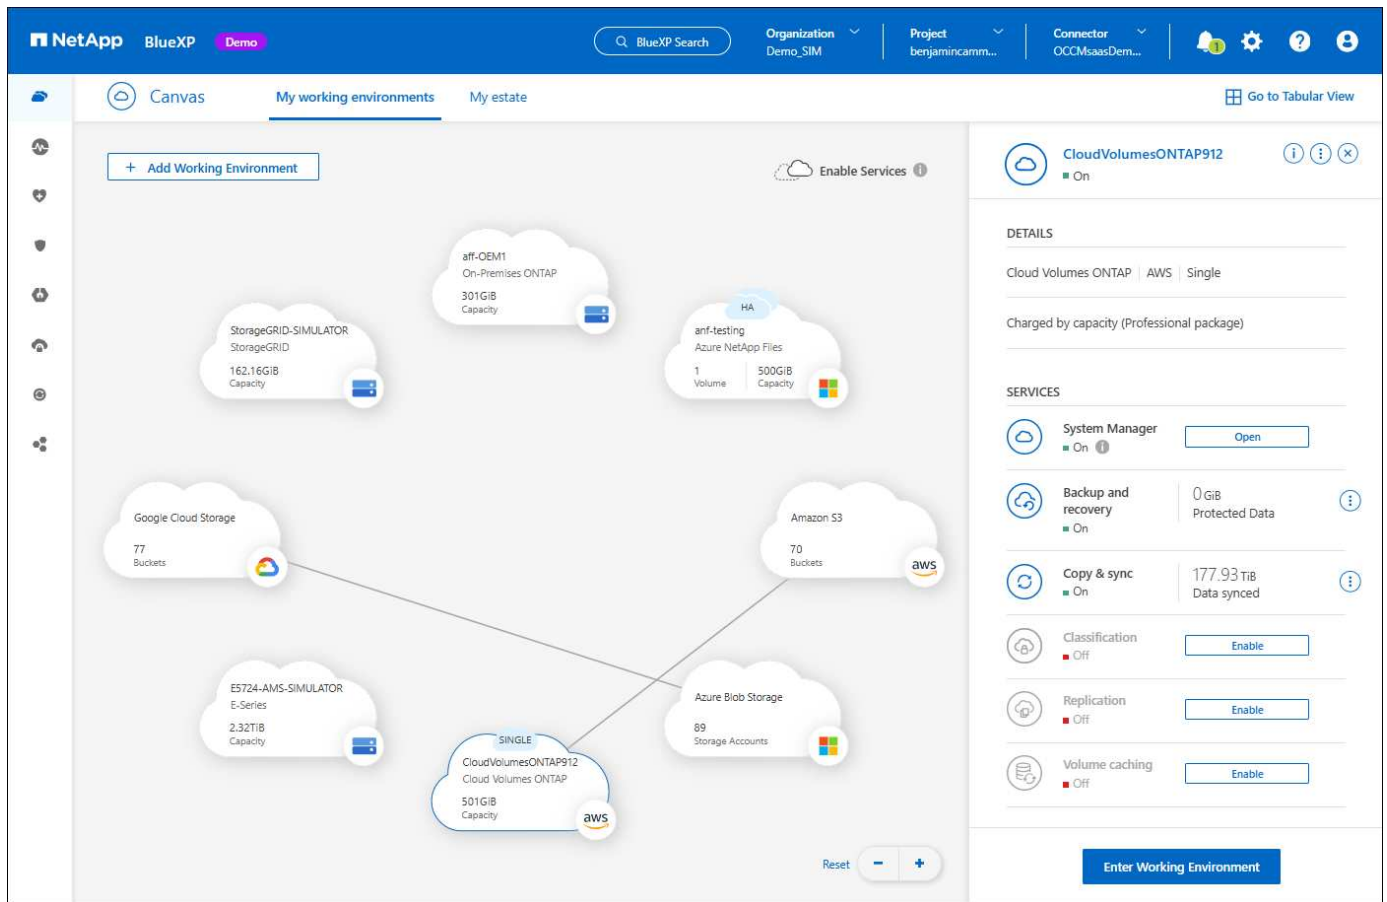 NetApp BlueXP Demo
BlueXP Search
Organization
Demo_SIM
Project
benjamincamm...
Connector
OCCMsaasDem...
1
Canvas
My working environments
My estate
Go to Tabular View
+ Add Working Environment
Enable Services
aff-OEM1
On-Premises ONTAP
301GiB
Capacity
StorageGRID-SIMULATOR
StorageGRID
162.16GiB
Capacity
HA
anf-testing
Azure NetApp Files
1
Volume
500GiB
Capacity
Google Cloud Storage
77
Buckets
Amazon S3
70
Buckets
aws
E5724-AMS-SIMULATOR
E-Series
2.32TiB
Capacity
SINGLE
CloudVolumesONTAP912
Cloud Volumes ONTAP
501GiB
Capacity
aws
Azure Blob Storage
89
Storage Accounts
Reset
CloudVolumesONTAP912
On
DETAILS
Cloud Volumes ONTAP | AWS | Single
Charged by capacity (Professional package)
SERVICES
System Manager
On
Open
Backup and
recovery
On
0 GiB
Protected Data
Copy & sync
On
177.93 TiB
Data synced
Classification
Off
Enable
Replication
Off
Enable
Volume caching
Off
Enable
Enter Working Environment